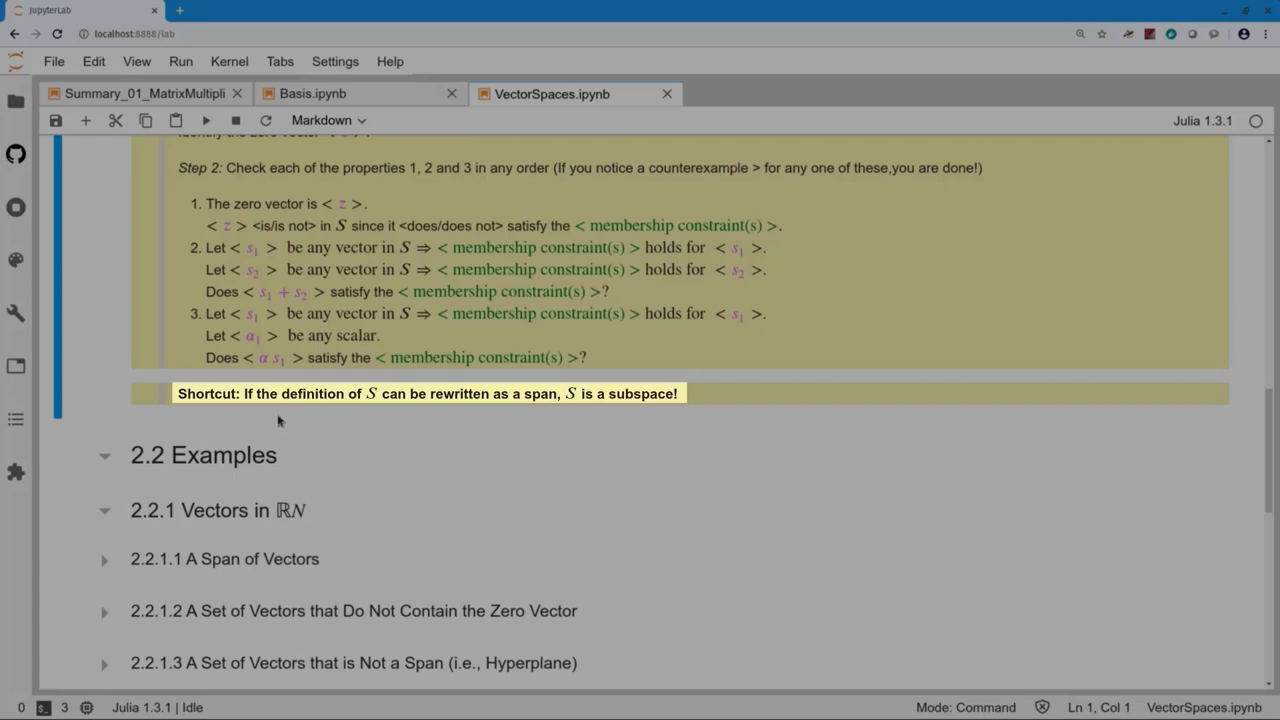 JupyterLab
localhost:8888/lab
File Edit View Run Kernel Tabs Settings Help
Summary_01_MatrixMultipli Basis.ipynb VectorSpaces.ipynb
Markdown Julia 1.3.1
Step 2: Check each of the properties 1, 2 and 3 in any order (If you notice a counterexample > for any one of these,you are done!)
1. The zero vector is < z >.
< z > <is/is not> in S since it <does/does not> satisfy the < membership constraint(s) >.
2. Let < s₁ > be any vector in S ⇒ < membership constraint(s) > holds for < s₁ >.
Let < s₂ > be any vector in S ⇒ < membership constraint(s) > holds for < s₂ >.
Does < s₁ + s₂ > satisfy the < membership constraint(s) >?
3. Let < s₁ > be any vector in S ⇒ < membership constraint(s) > holds for < s₁ >.
Let < α₁ > be any scalar.
Does < α s₁ > satisfy the < membership constraint(s) >?
Shortcut: If the definition of S can be rewritten as a span, S is a subspace!
2.2 Examples
2.2.1 Vectors in ℝN
2.2.1.1 A Span of Vectors
2.2.1.2 A Set of Vectors that Do Not Contain the Zero Vector
2.2.1.3 A Set of Vectors that is Not a Span (i.e., Hyperplane)
0 3 Julia 1.3.1 | Idle Mode: Command Ln 1, Col 1 VectorSpaces.ipynb